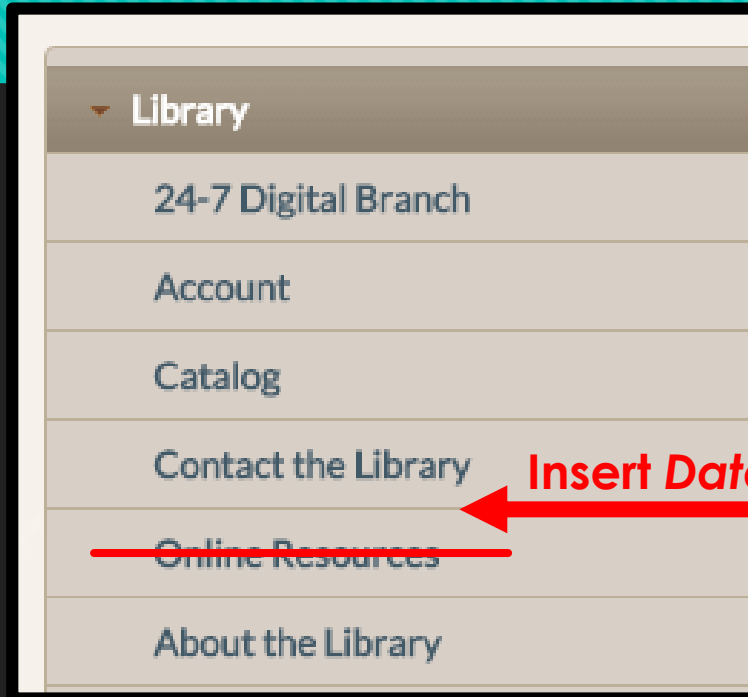 Library
24-7 Digital Branch
Account
Catalog
Contact the Library
Insert
Online Resources
About the Library